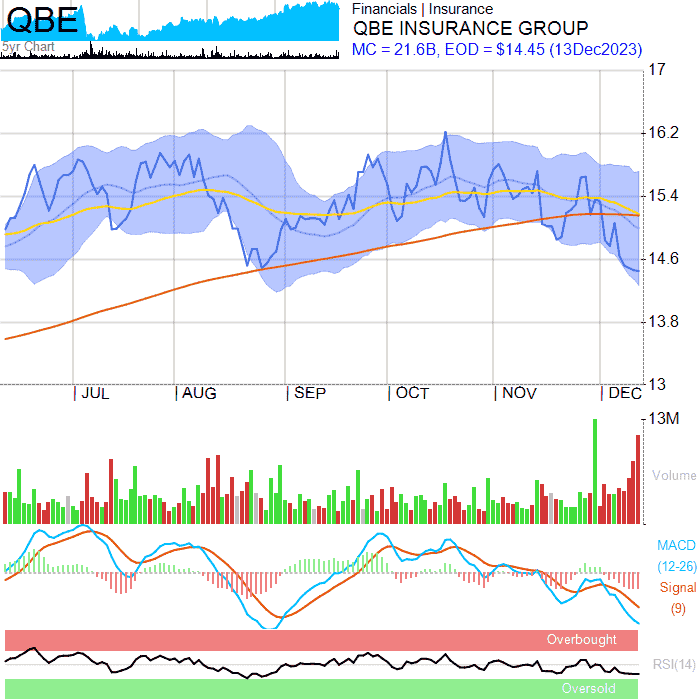 QBE
5yr Chart
Financials | Insurance
QBE INSURANCE GROUP
MC = 21.6B, EOD = $14.45 (13Dec2023)
17
16.2
15.4
14.6
13.8
13
| JUL | AUG | SEP | OCT | NOV | DEC
13M
Volume
MACD
(12-26)
Signal
(9)
Overbought
RSI(14)
Oversold